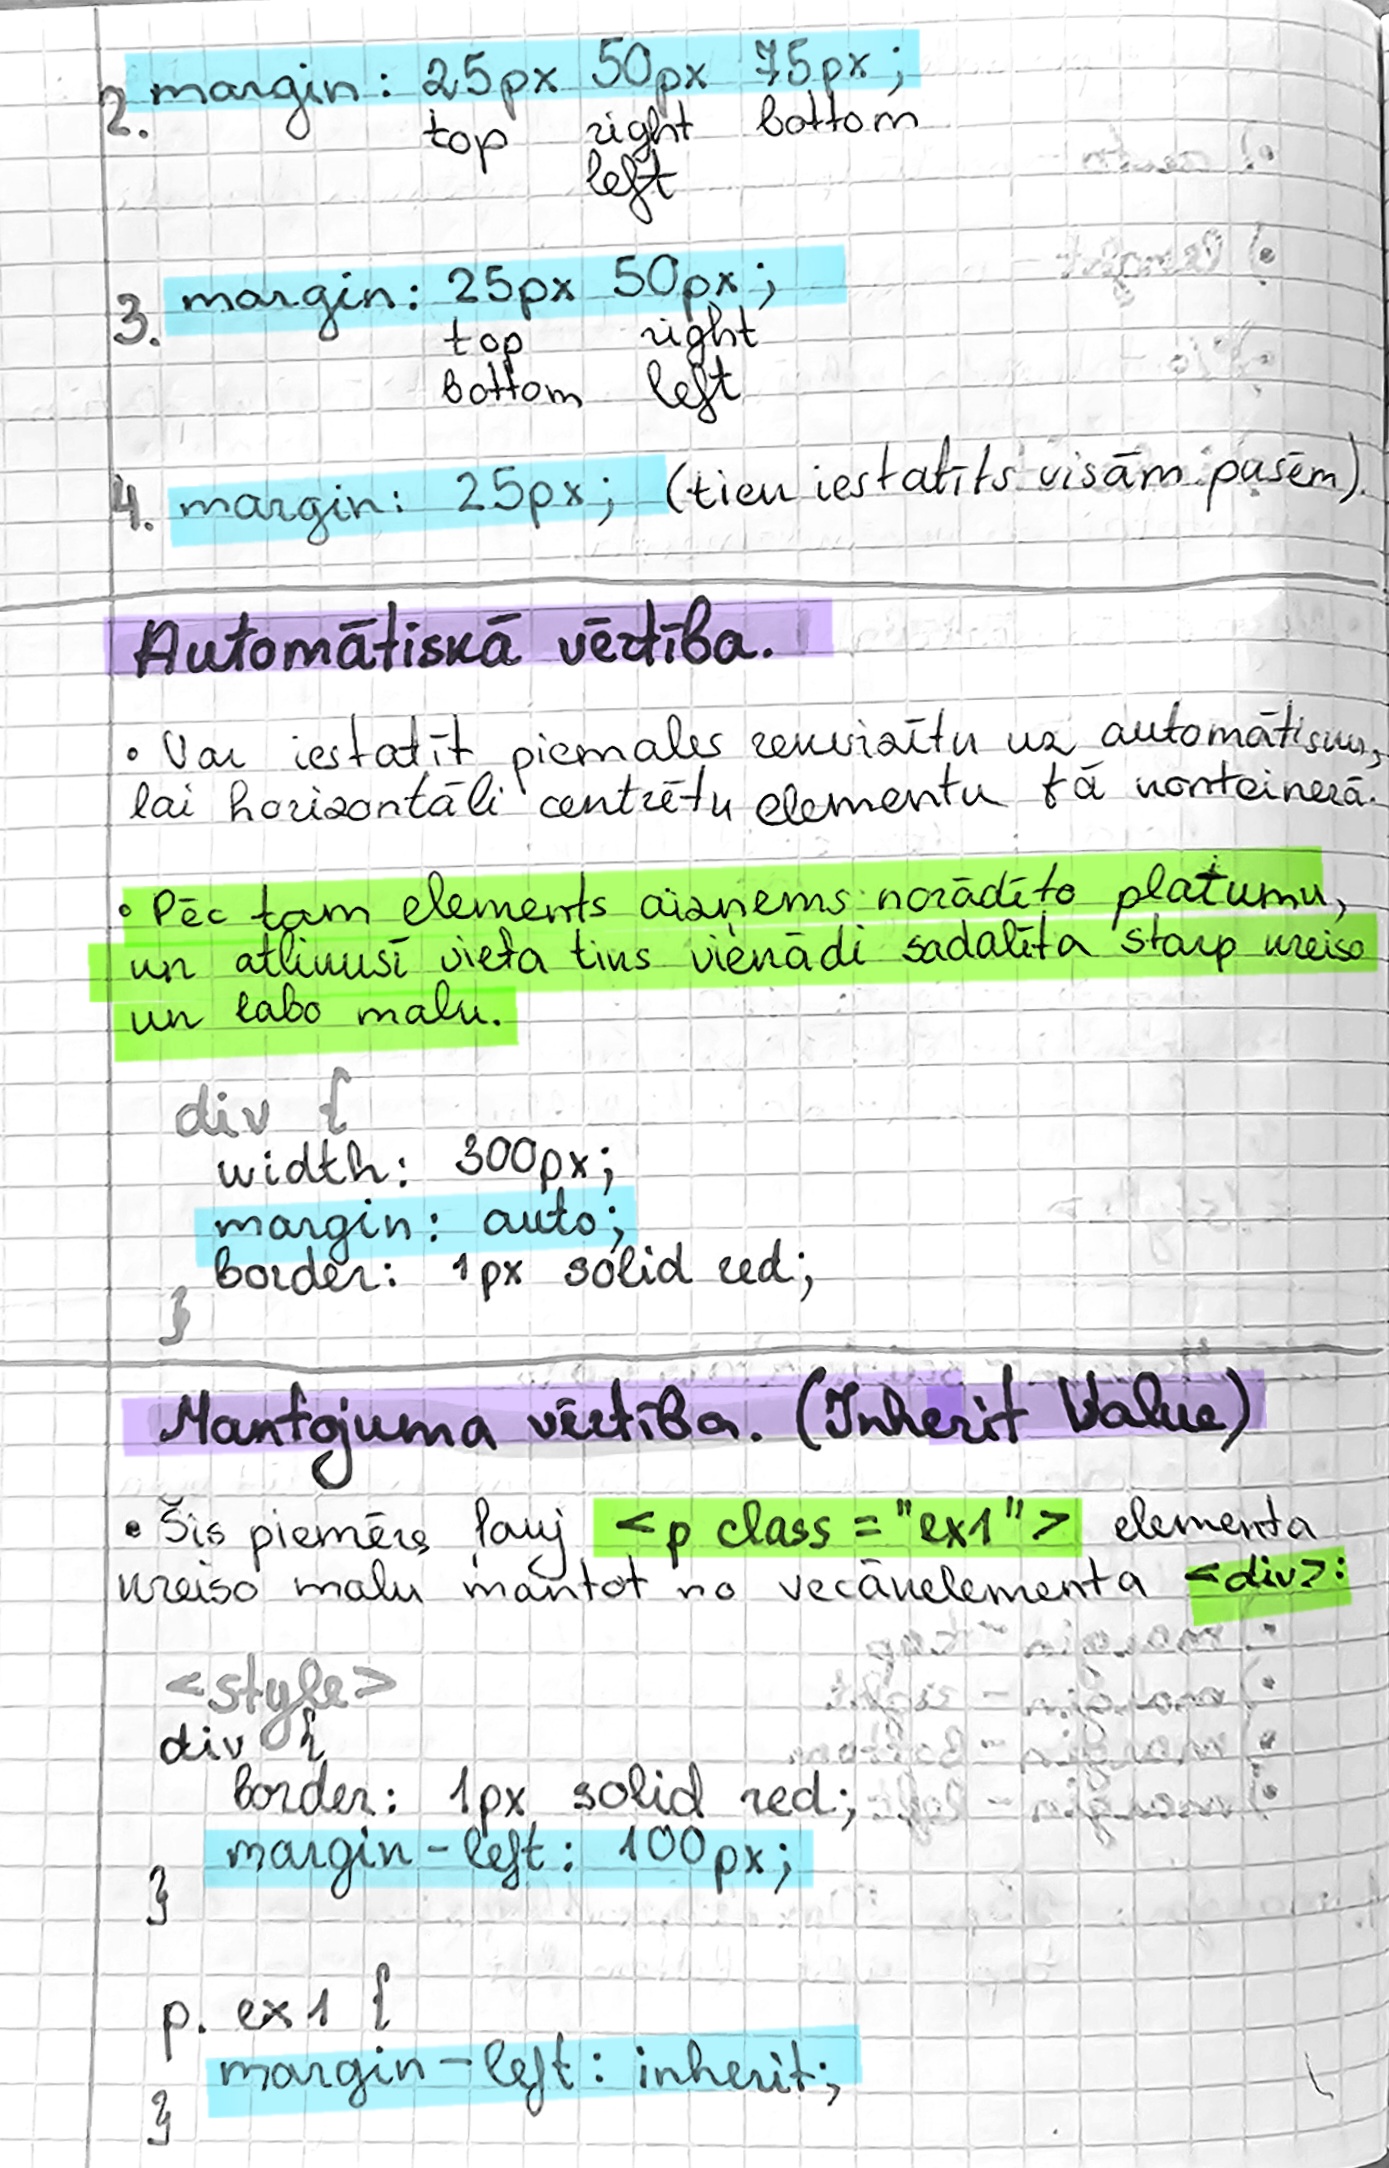 2. margin: 25px 50px 75px;
top right bottom
left
3. margin: 25px 50px;
top right
bottom left
4. margin: 25px; (tiek iestatīts visām pusēm).
Automātiskā vērtība.
• Var iestatīt piemales rekvizītu uz automātisku,
lai horizontāli centrētu elementu tā konteinerā.
• Pēc tam elements aizņems norādīto platumu,
un atlikusī vieta tiks vienādi sadalīta starp kreiso
un labo malu.
div {
width: 300px;
margin: auto;
border: 1px solid red;
}
Mantojuma vērtība. (Inherit Value)
• Šis piemērs ļauj <p class = "ex1"> elementa
kreiso malu mantot no vecākelementa <div>:
<style>
div {
border: 1px solid red;
margin-left: 100px;
}
p. ex1 {
margin-left: inherit;
}